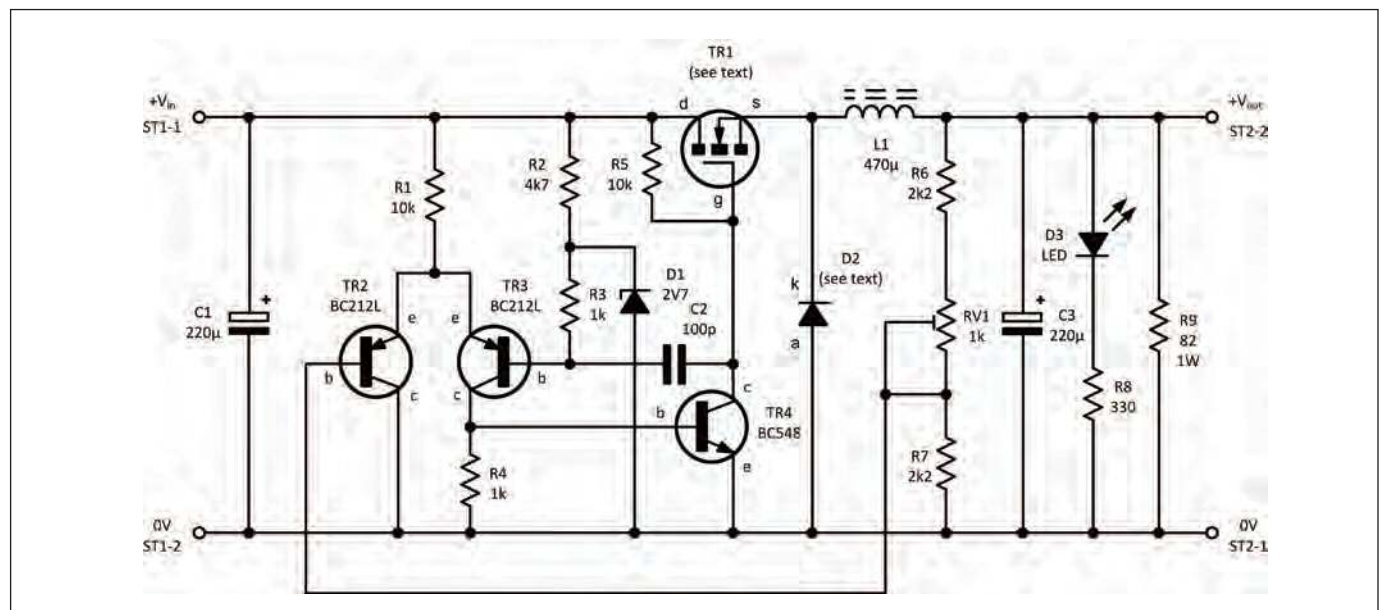 TR1
(see text)
d
s
g
+Vin
ST1-1
+Vout
ST2-2
L1
470µ
R1
10k
R2
4k7
R5
10k
R6
2k2
D3
LED
D2
(see text)
k
a
TR2
BC212L
TR3
BC212L
e
e
b
b
c
c
R3
1k
D1
2V7
C2
100p
C1
220µ
+
RV1
1k
C3
220µ
+
R9
82
1W
R8
330
b
c
e
TR4
BC548
R4
1k
R7
2k2
0V
ST1-2
0V
ST2-1